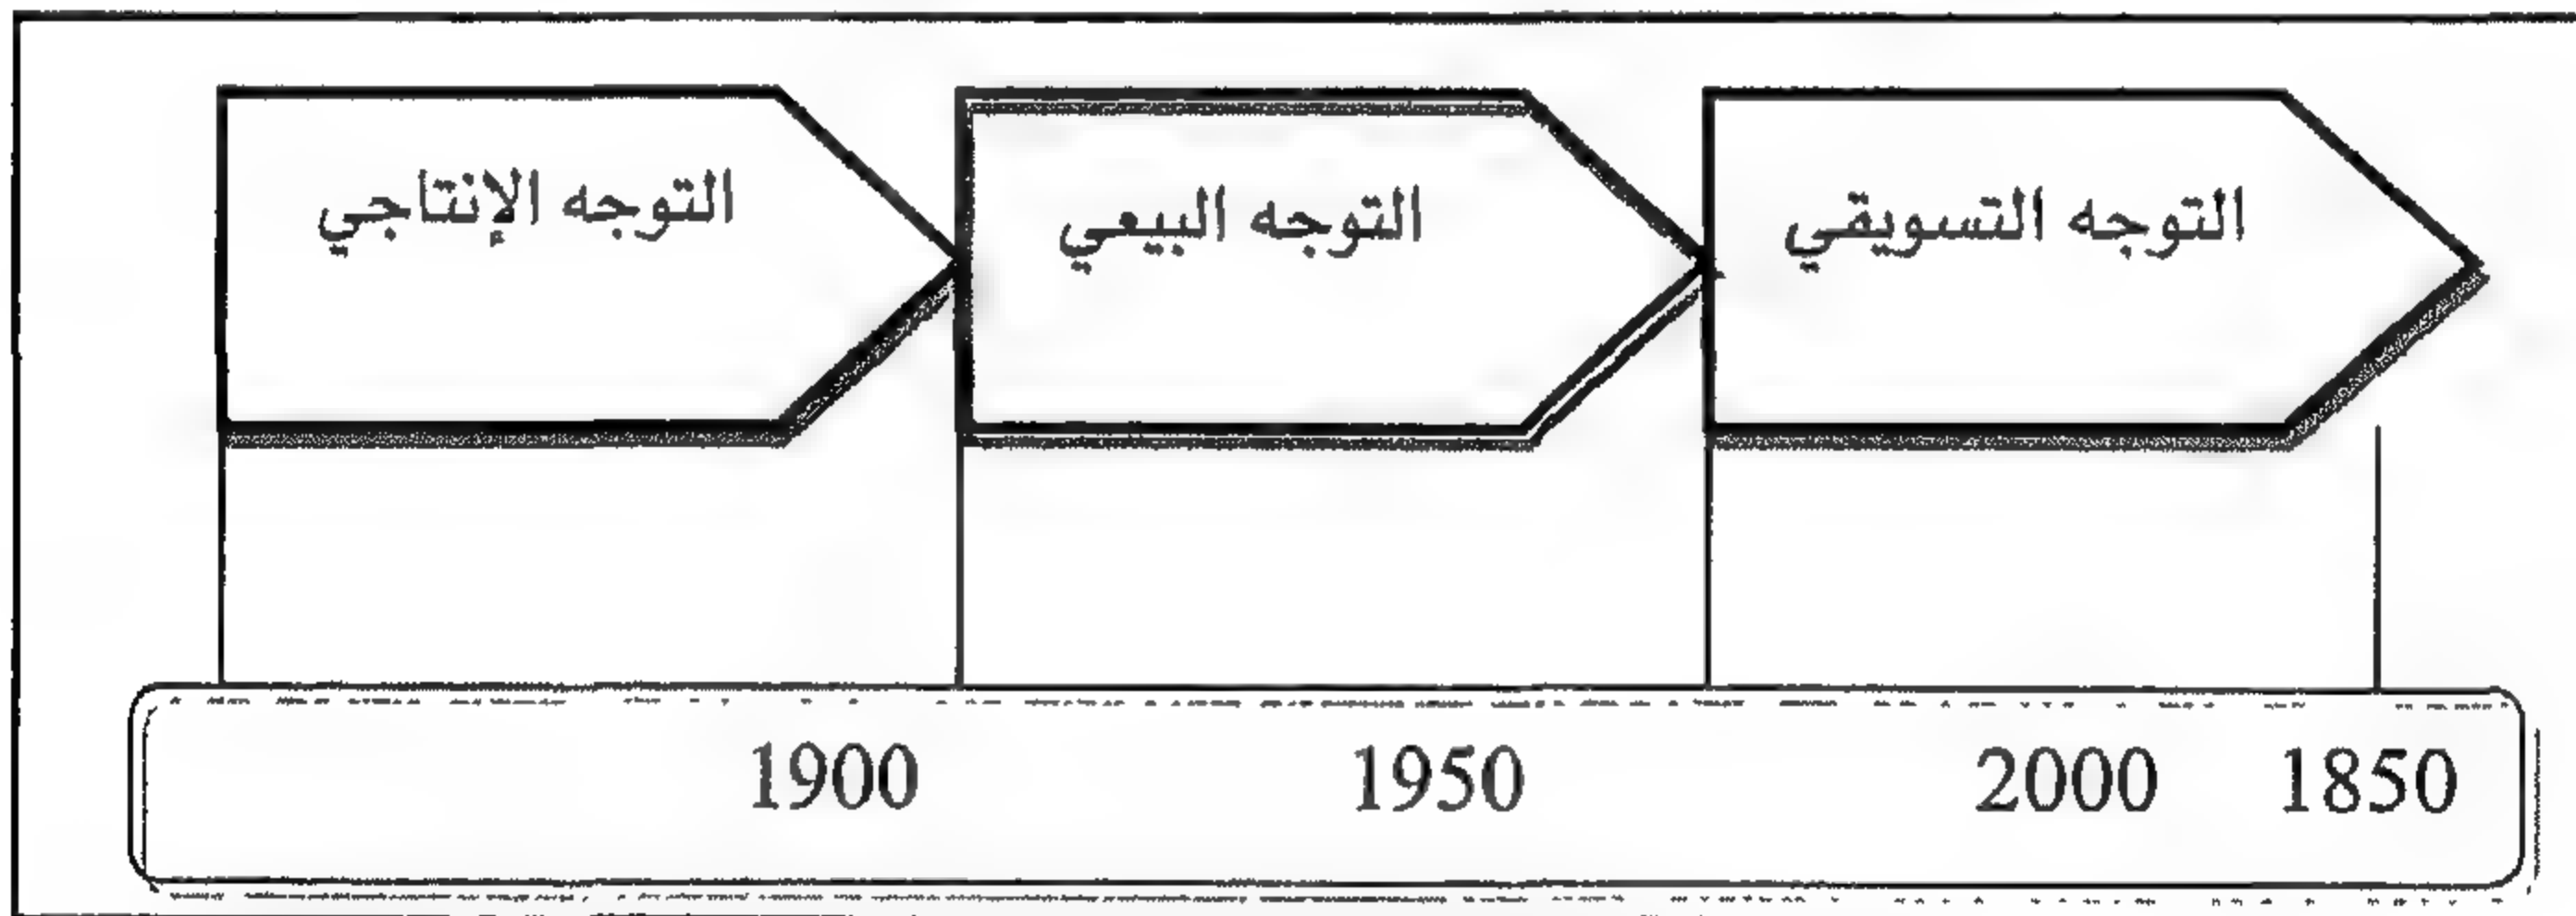 التوجه الإنتاجي
التوجه البيعي
التوجه التسويقي
1900 1950 2000 1850